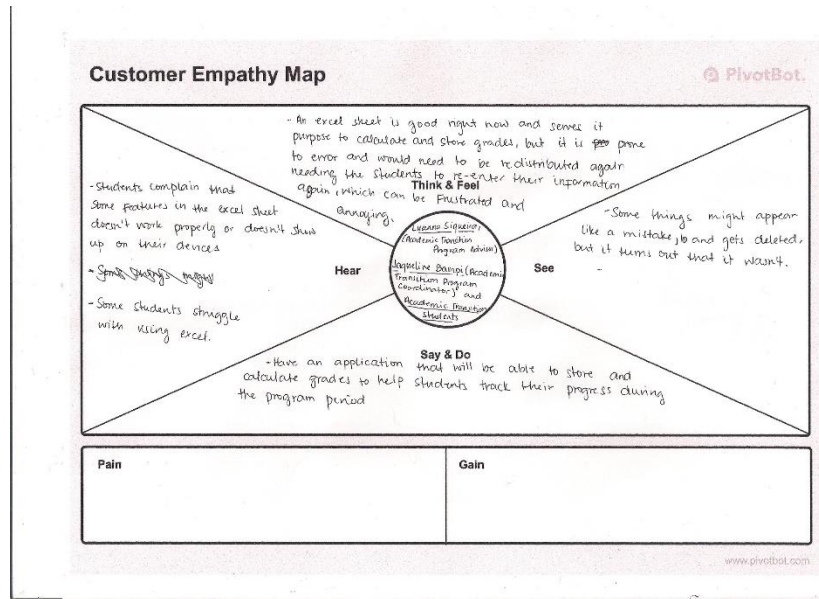 Customer Empathy Map
PivotBot.
- An excel sheet is good right now and serves it
purpose to calculate and store grades, but it is prone
to error and would need to be redistributed again
needing the students to re-enter their information
again, which can be frustrated and
annoying.
Think & Feel
- Students complain that
some features in the excel sheet
doesn't work properly or doesn't show
up on their devices
- Some students struggle
with using excel.
Hear
Luanna Siqueira
(Academic Transition
Program Advisor)
Jaqueline Sampi (Academic
Transition Program
Coordinator) and
Academic Transition
Students
See
- Some things might appear
like a mistake, and gets deleted,
but it turns out that it wasn't.
-
Say & Do
- Have an application that will be able to store and
calculate grades to help students track their progress during
the program period
Pain
Gain
www.pivotbot.com